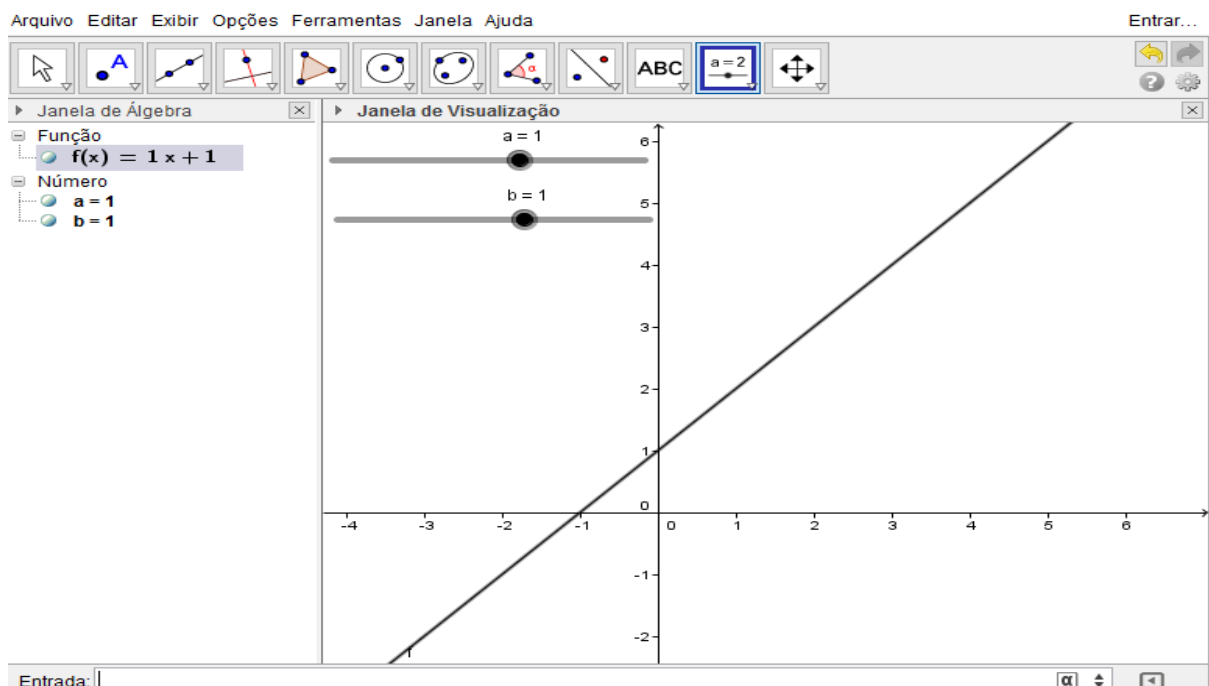 Arquivo Editar Exibir Opções Ferramentas Janela Ajuda Entrar...
A α ABC a=2
Janela de Álgebra
Janela de Visualização
Função
f(x) = 1 x + 1
Número
a = 1
b = 1
a = 1
b = 1
6
5
4
3
2
1
0
-4 -3 -2 -1 0 1 2 3 4 5 6
-1
-2
f
Entrada: α